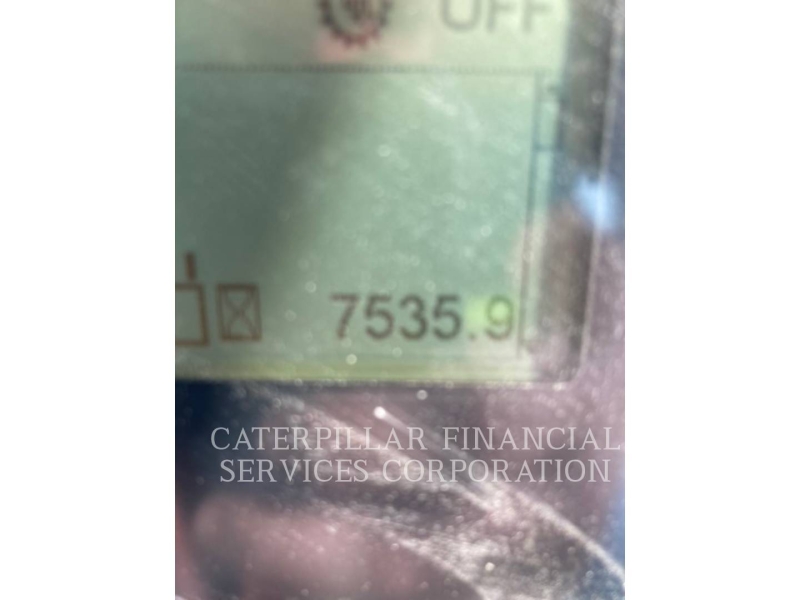 OFF
7535.9
CATERPILLAR FINANCIAL
SERVICES CORPORATION